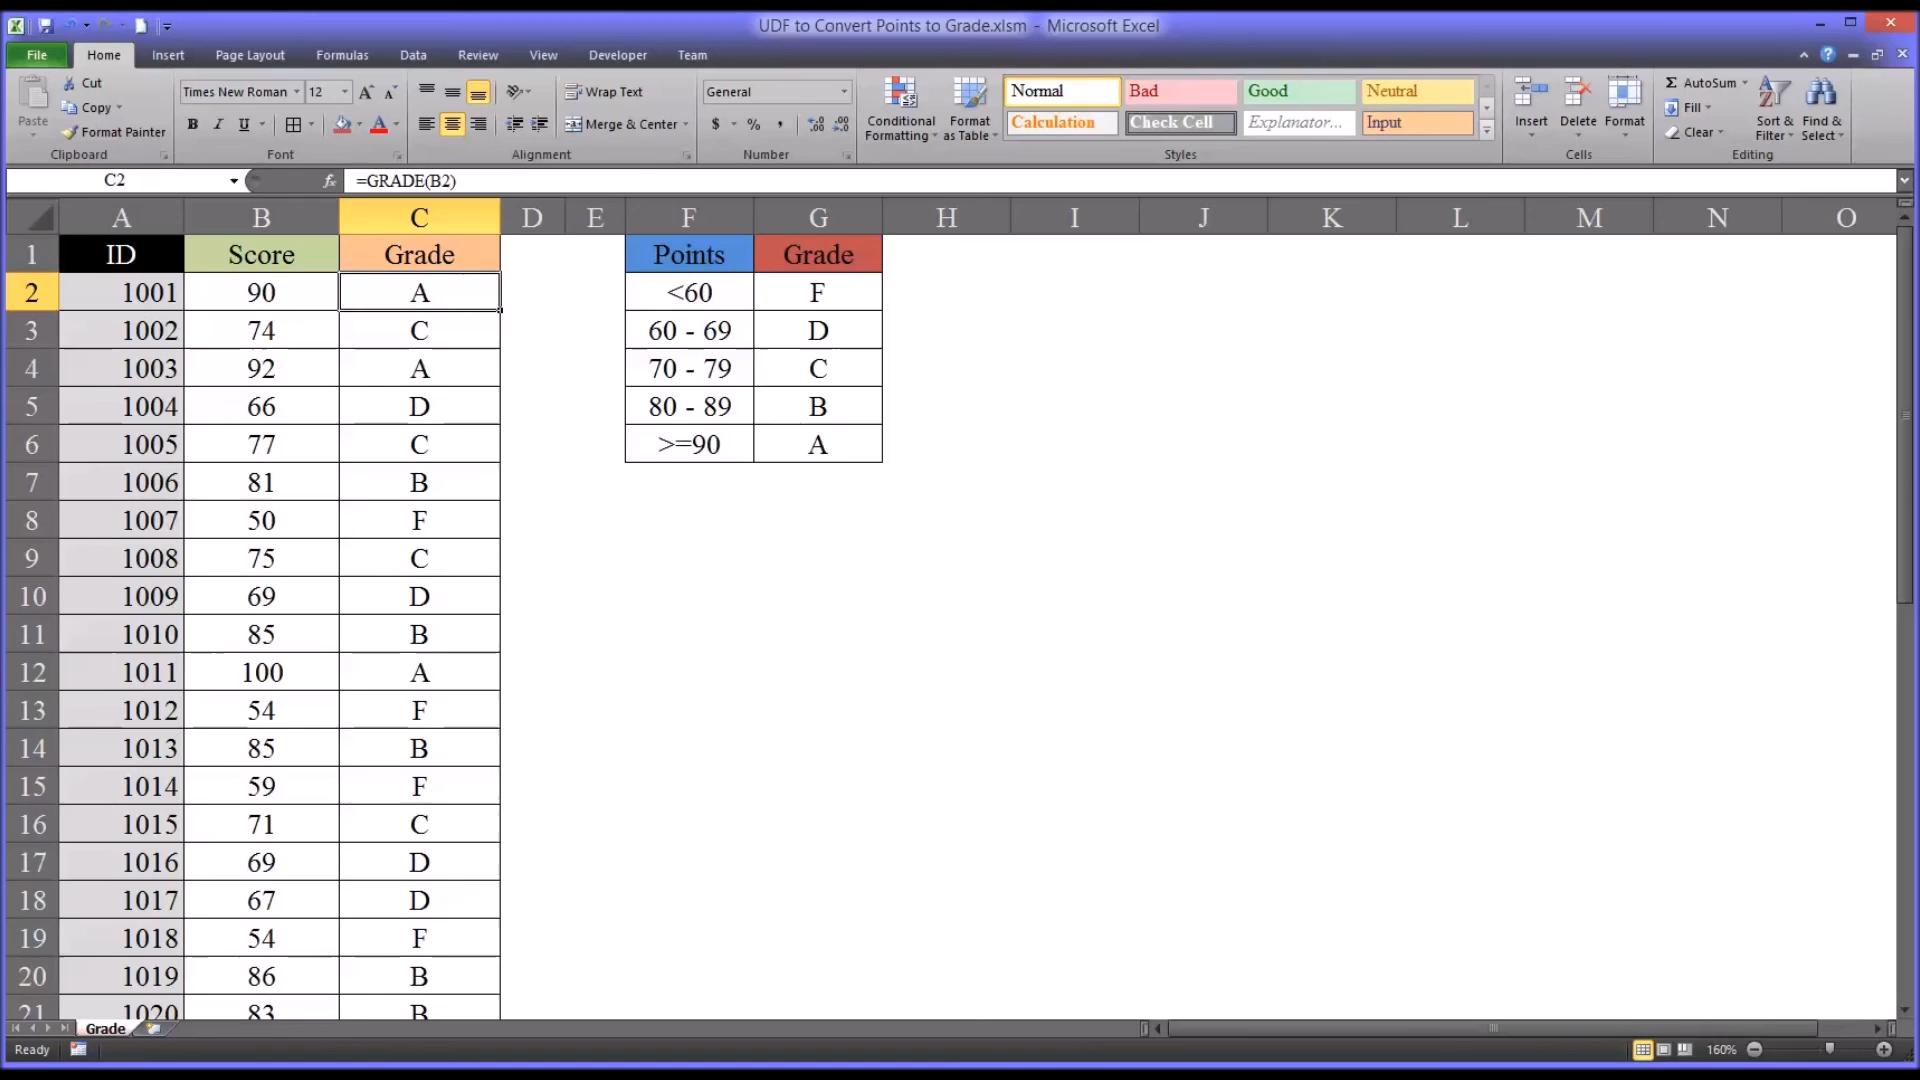 UDF to Convert Points to Grade.xlsm - Microsoft Excel
File Home Insert Page Layout Formulas Data Review View Developer Team
Paste Cut Copy Format Painter Clipboard
Times New Roman 12 B I U Font
Wrap Text Merge & Center Alignment
General $ % , Number
Conditional Formatting Format as Table
Normal Bad Good Neutral
Calculation Check Cell Explanator... Input
Styles
Insert Delete Format Cells
AutoSum Fill Clear Sort & Filter Find & Select Editing
C2 fx =GRADE(B2)
A B C D E F G H I J K L M N O
1 ID Score Grade Points Grade
2 1001 90 A <60 F
3 1002 74 C 60 - 69 D
4 1003 92 A 70 - 79 C
5 1004 66 D 80 - 89 B
6 1005 77 C >=90 A
7 1006 81 B
8 1007 50 F
9 1008 75 C
10 1009 69 D
11 1010 85 B
12 1011 100 A
13 1012 54 F
14 1013 85 B
15 1014 59 F
16 1015 71 C
17 1016 69 D
18 1017 67 D
19 1018 54 F
20 1019 86 B
21 1020 83 B
Grade
Ready 160%